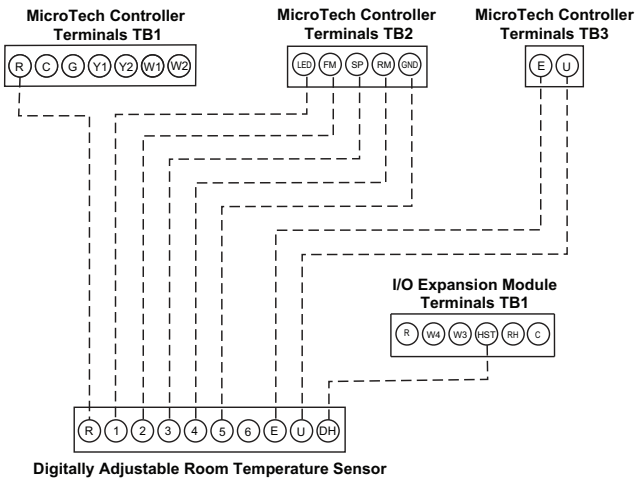 MicroTech Controller
Terminals TB1
R C G Y1 Y2 W1 W2
MicroTech Controller
Terminals TB2
LED FM SP RM GND
MicroTech Controller
Terminals TB3
E U
I/O Expansion Module
Terminals TB1
R W4 W3 HST RH C
R 1 2 3 4 5 6 E U DH
Digitally Adjustable Room Temperature Sensor